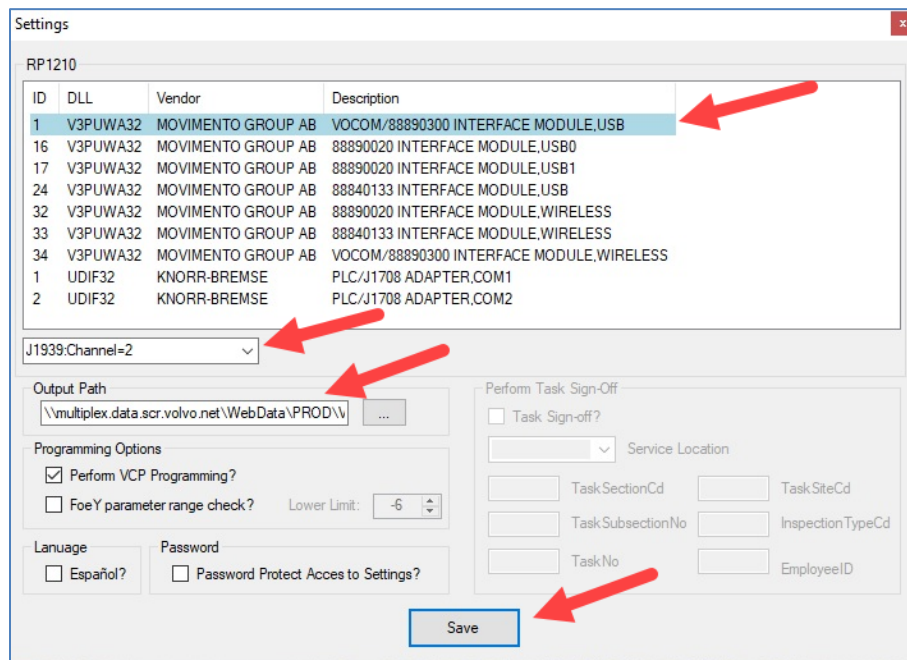 Settings
x
RP1210
ID DLL Vendor Description
1 V3PUWA32 MOVIMENTO GROUP AB VOCOM/88890300 INTERFACE MODULE,USB
16 V3PUWA32 MOVIMENTO GROUP AB 88890020 INTERFACE MODULE,USB0
17 V3PUWA32 MOVIMENTO GROUP AB 88890020 INTERFACE MODULE,USB1
24 V3PUWA32 MOVIMENTO GROUP AB 88840133 INTERFACE MODULE,USB
32 V3PUWA32 MOVIMENTO GROUP AB 88890020 INTERFACE MODULE,WIRELESS
33 V3PUWA32 MOVIMENTO GROUP AB 88840133 INTERFACE MODULE,WIRELESS
34 V3PUWA32 MOVIMENTO GROUP AB VOCOM/88890300 INTERFACE MODULE,WIRELESS
1 UDIF32 KNORR-BREMSE PLC/J1708 ADAPTER,COM1
2 UDIF32 KNORR-BREMSE PLC/J1708 ADAPTER,COM2
J1939:Channel=2
Output Path
\\multiplex.data.scr.volvo.net\WebData\PROD\V
...
Programming Options
Perform VCP Programming?
FoeY parameter range check? Lower Limit: -6
Lanuage
Español?
Password
Password Protect Acces to Settings?
Perform Task Sign-Off
Task Sign-off?
Service Location
TaskSectionCd TaskSiteCd
TaskSubsectionNo InspectionTypeCd
TaskNo EmployeeID
Save